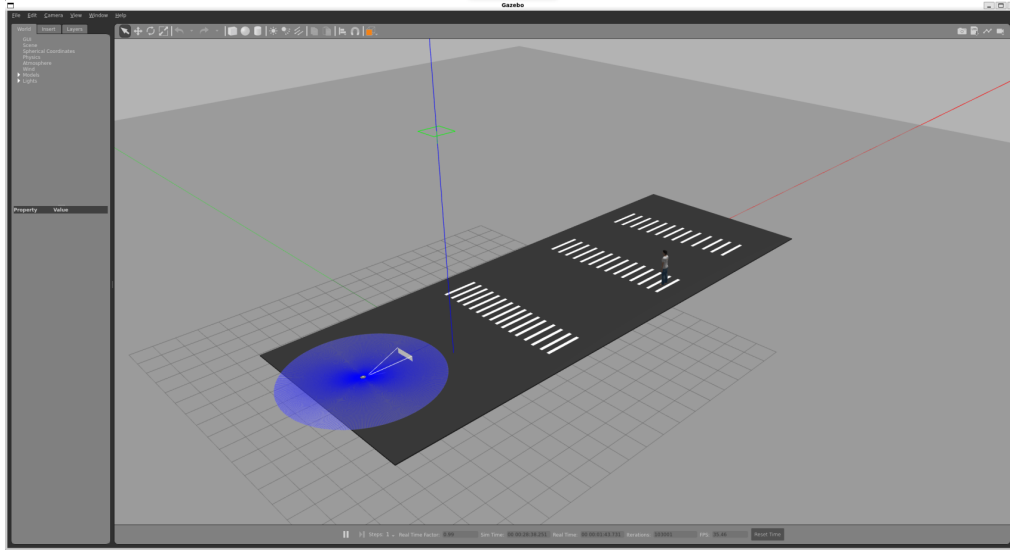 Gazebo
File Edit Camera View Window Help
World Insert Layers
GUI
Scene
Spherical Coordinates
Physics
Atmosphere
Wind
Models
Lights
Property Value
Real Time Factor:
Sim Time:
Real Time:
Iterations:
FPS:
Reset Time